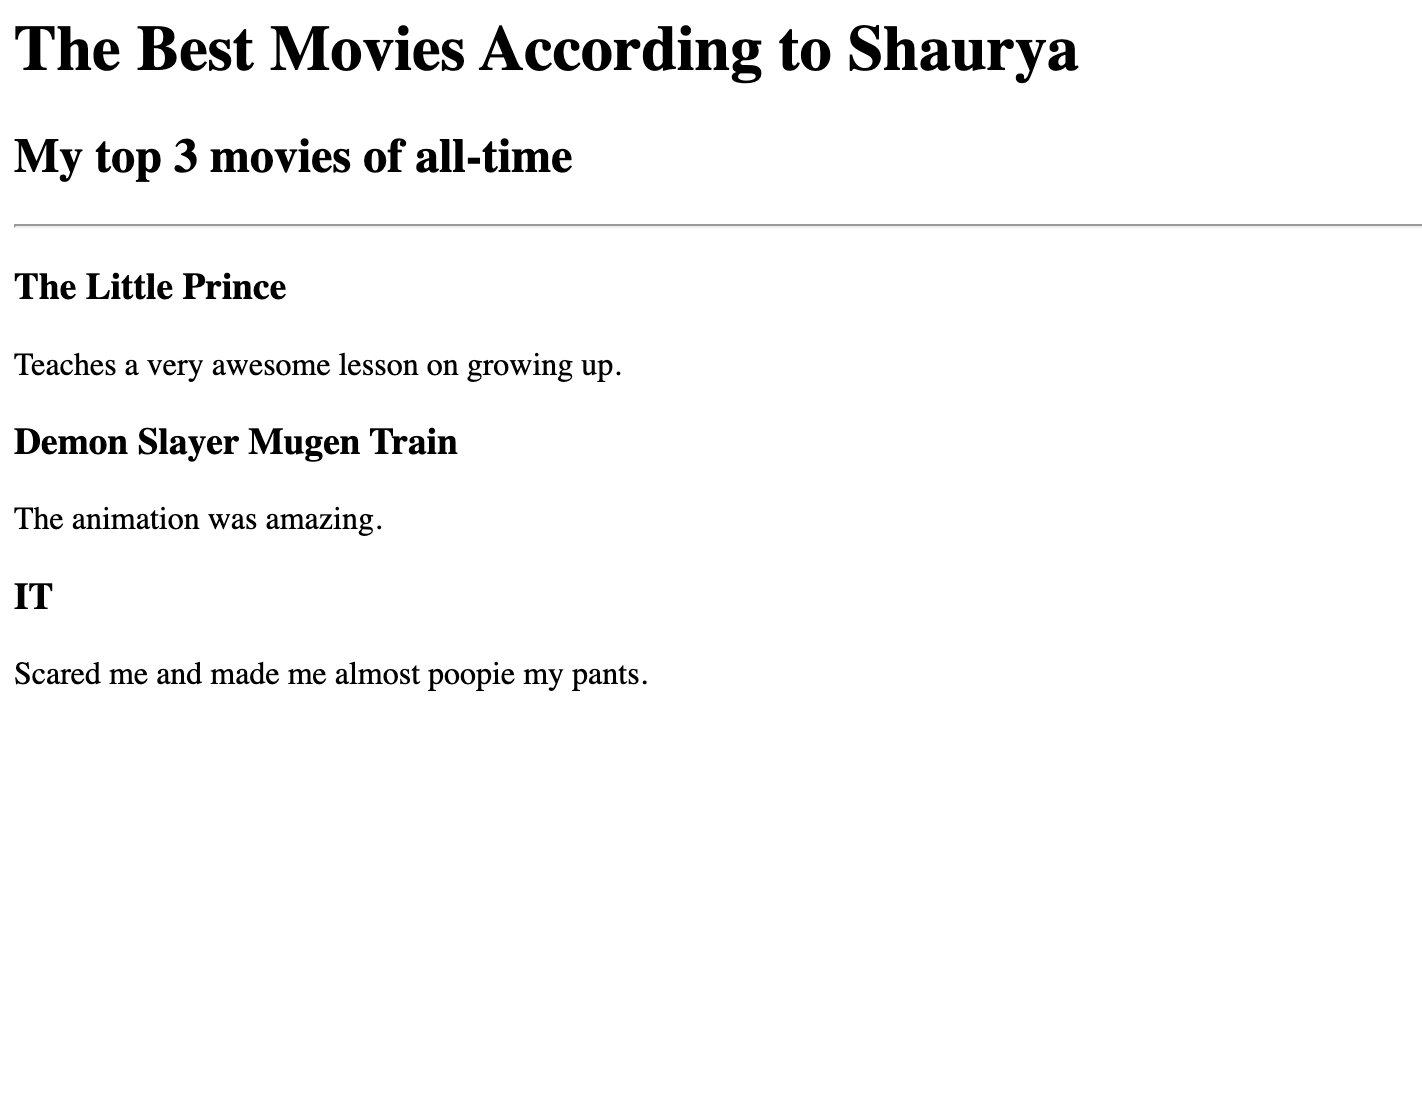 The Best Movies According to Shaurya
My top 3 movies of all-time
The Little Prince
Teaches a very awesome lesson on growing up.
Demon Slayer Mugen Train
The animation was amazing.
IT
Scared me and made me almost poopie my pants.